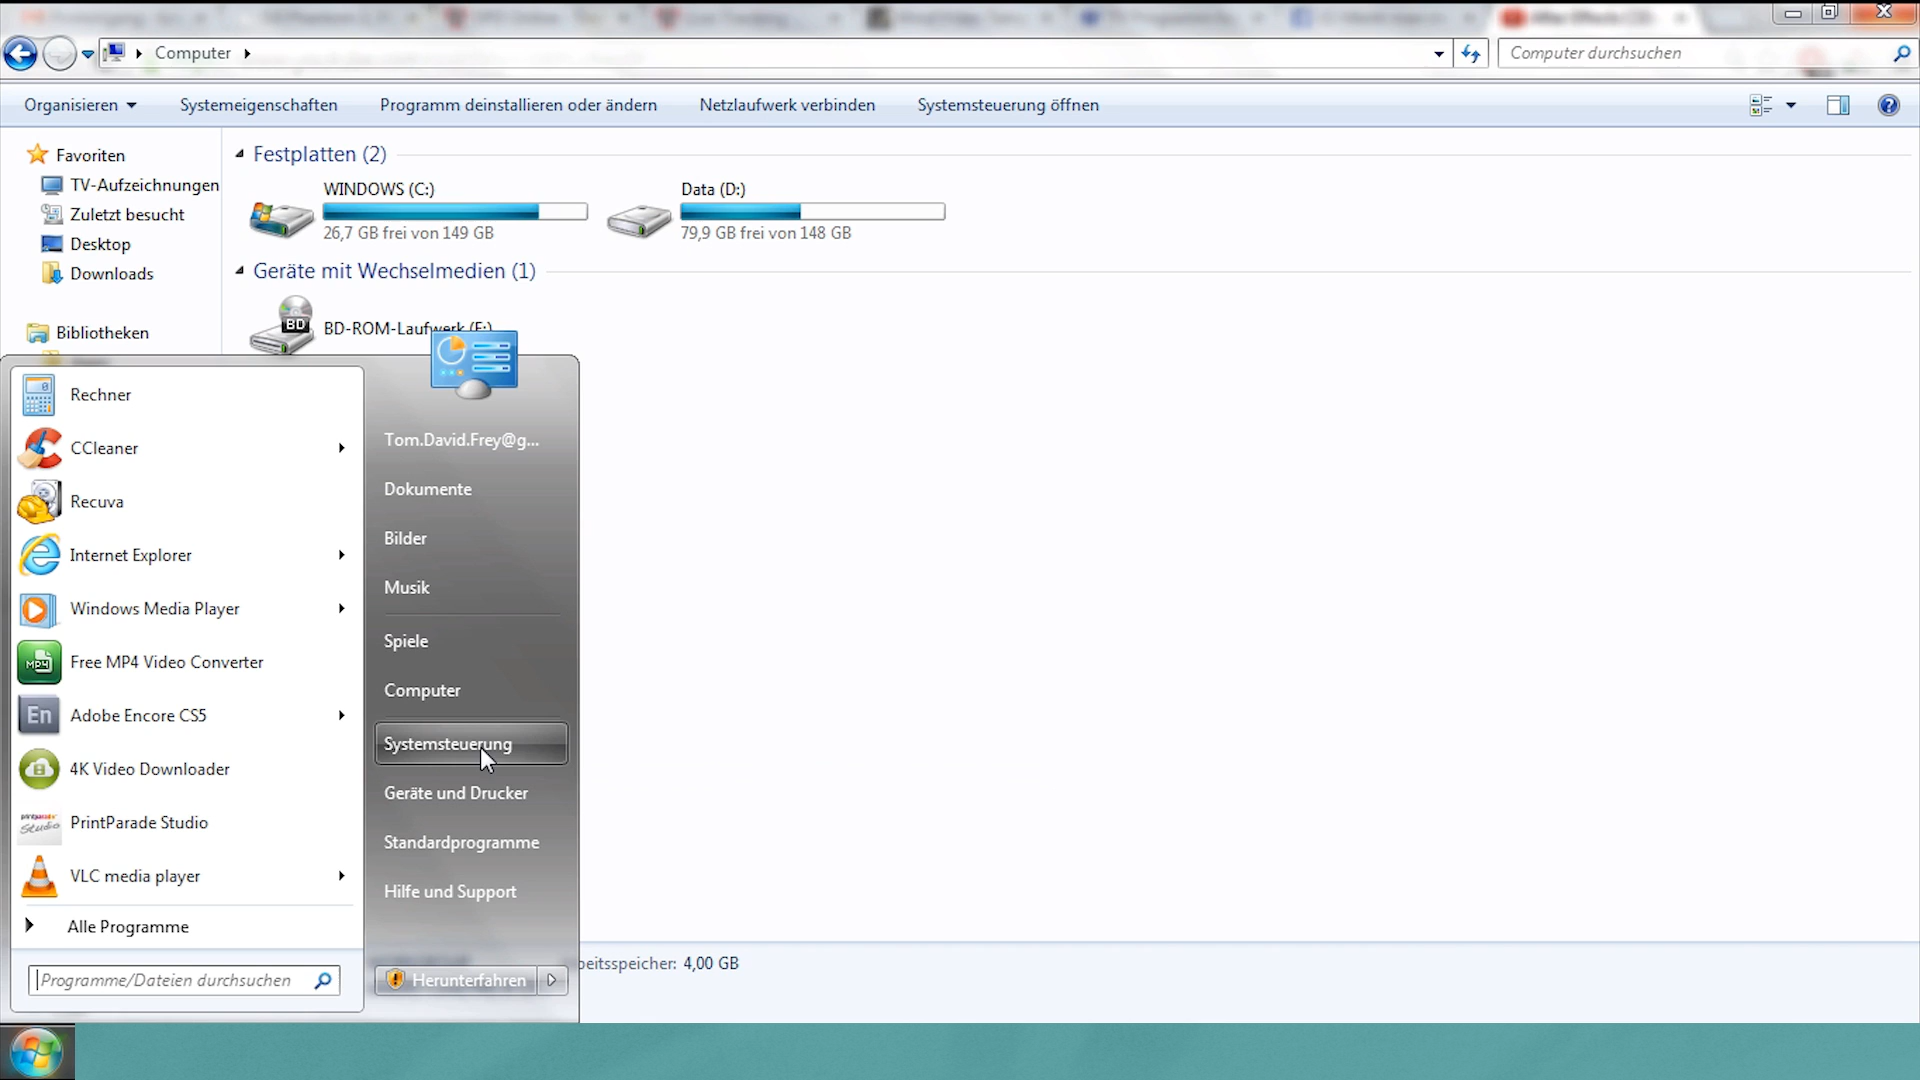 Computer
Computer durchsuchen
Organisieren
Systemeigenschaften
Programm deinstallieren oder ändern
Netzlaufwerk verbinden
Systemsteuerung öffnen
Favoriten
TV-Aufzeichnungen
Zuletzt besucht
Desktop
Downloads
Bibliotheken
Festplatten (2)
WINDOWS (C:)
26,7 GB frei von 149 GB
Data (D:)
79,9 GB frei von 148 GB
Geräte mit Wechselmedien (1)
BD
BD-ROM-Laufwerk
Rechner
CCleaner
Recuva
Internet Explorer
Windows Media Player
MP4
Free MP4 Video Converter
En
Adobe Encore CS5
4K Video Downloader
printparade
Studio
PrintParade Studio
VLC media player
Alle Programme
Programme/Dateien durchsuchen
Tom.David.Frey@g...
Dokumente
Bilder
Musik
Spiele
Computer
Systemsteuerung
Geräte und Drucker
Standardprogramme
Hilfe und Support
Herunterfahren
beitsspeicher: 4,00 GB